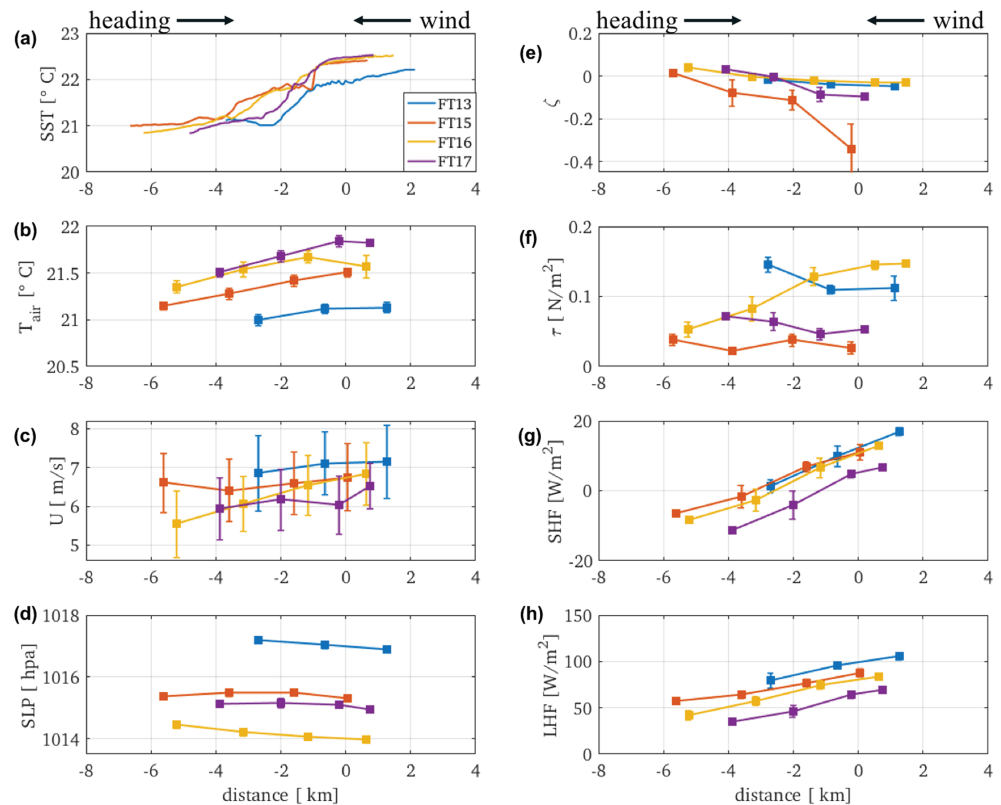 heading wind
heading wind
(a)
23
22
21
20
SST [° C]
FT13
FT15
FT16
FT17
-8 -6 -4 -2 0 2 4
(e)
0.2
0
-0.2
-0.4
ζ
-8 -6 -4 -2 0 2 4
(b)
22
21.5
21
20.5
Tair [° C]
-8 -6 -4 -2 0 2 4
(f)
0.2
0.1
0
τ [ N/m2]
-8 -6 -4 -2 0 2 4
(c)
8
7
6
5
U [ m/s]
-8 -6 -4 -2 0 2 4
(g)
20
0
-20
SHF [W/m2]
-8 -6 -4 -2 0 2 4
(d)
1018
1016
1014
SLP [ hpa]
-8 -6 -4 -2 0 2 4
distance [ km]
(h)
150
100
50
0
LHF [W/m2]
-8 -6 -4 -2 0 2 4
distance [ km]